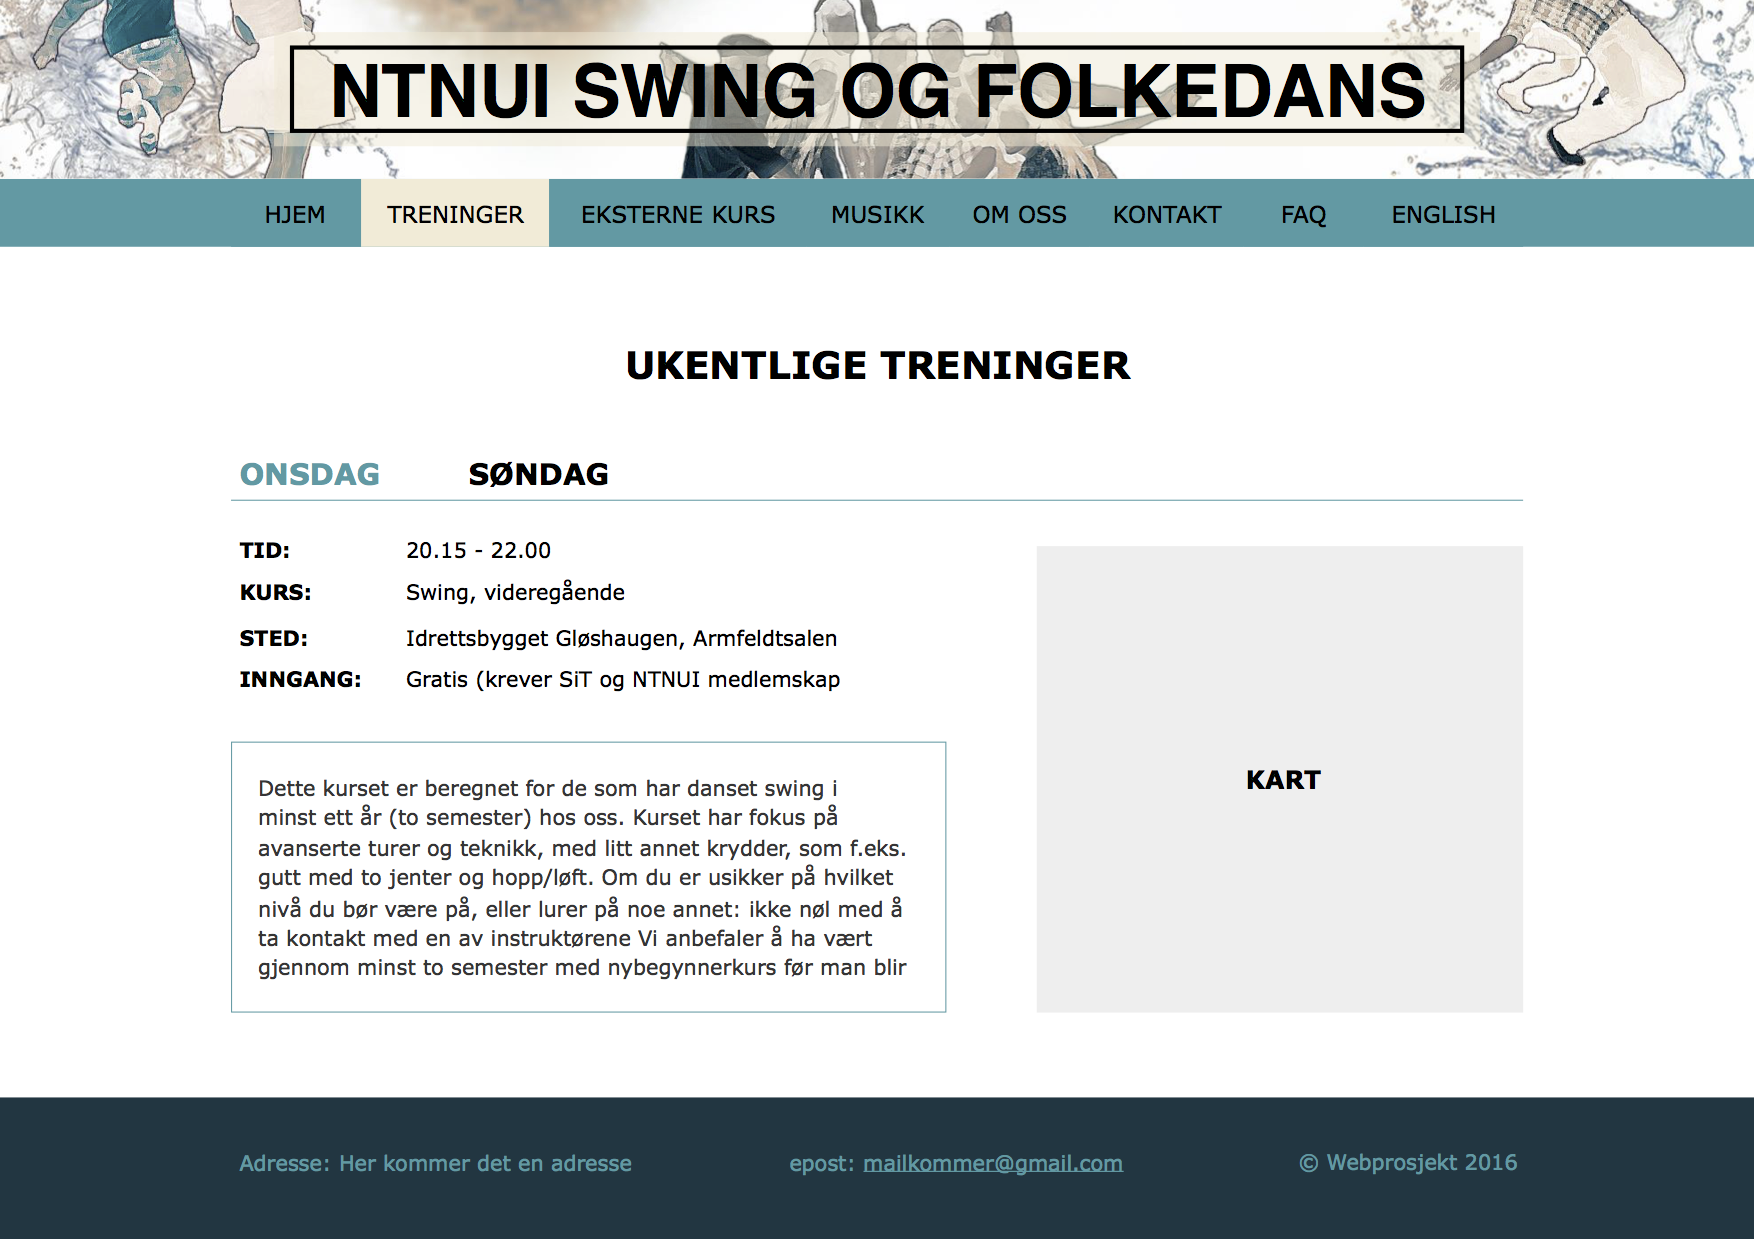 NTNUI SWING OG FOLKEDANS
HJEM TRENINGER EKSTERNE KURS MUSIKK OM OSS KONTAKT FAQ ENGLISH
UKENTLIGE TRENINGER
ONSDAG SØNDAG
TID: 20.15 - 22.00
KURS: Swing, videregående
STED: Idrettsbygget Gløshaugen, Armfeldtsalen
INNGANG: Gratis (krever SiT og NTNUI medlemskap
Dette kurset er beregnet for de som har danset swing i
minst ett år (to semester) hos oss. Kurset har fokus på
avanserte turer og teknikk, med litt annet krydder, som f.eks.
gutt med to jenter og hopp/løft. Om du er usikker på hvilket
nivå du bør være på, eller lurer på noe annet: ikke nøl med å
ta kontakt med en av instruktørene Vi anbefaler å ha vært
gjennom minst to semester med nybegynnerkurs før man blir
KART
Adresse: Her kommer det en adresse epost: mailkommer@gmail.com © Webprosjekt 2016